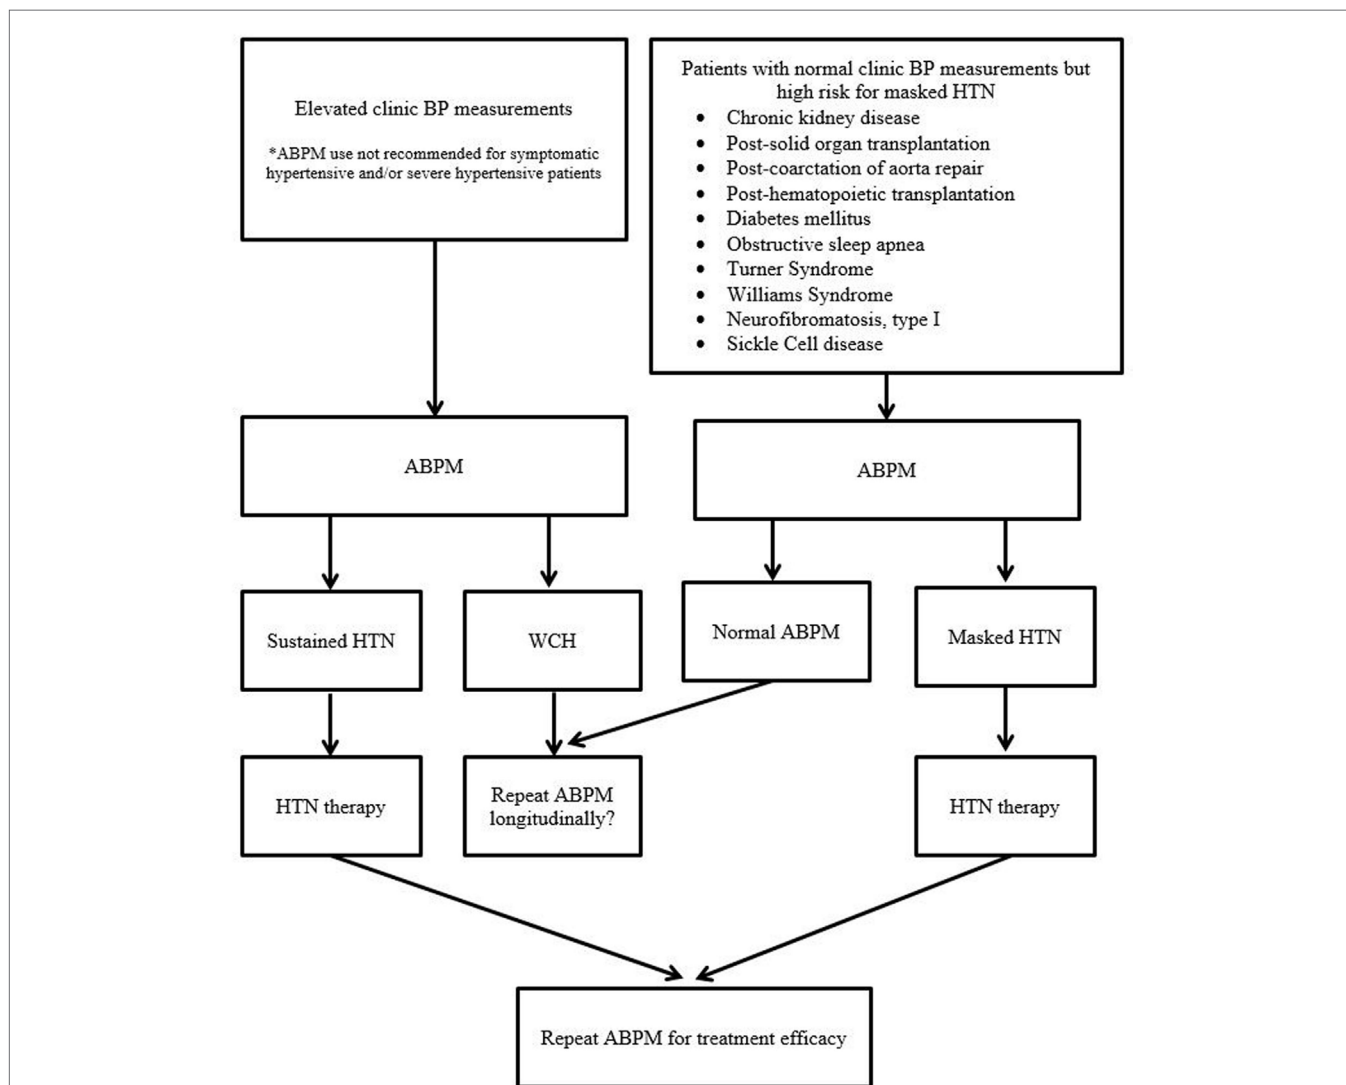 Elevated clinic BP measurements
*ABPM use not recommended for symptomatic
hypertensive and/or severe hypertensive patients
Patients with normal clinic BP measurements but
high risk for masked HTN
• Chronic kidney disease
• Post-solid organ transplantation
• Post-coarctation of aorta repair
• Post-hematopoietic transplantation
• Diabetes mellitus
• Obstructive sleep apnea
• Turner Syndrome
• Williams Syndrome
• Neurofibromatosis, type I
• Sickle Cell disease
ABPM
ABPM
Sustained HTN
WCH
Normal ABPM
Masked HTN
HTN therapy
Repeat ABPM
longitudinally?
HTN therapy
Repeat ABPM for treatment efficacy